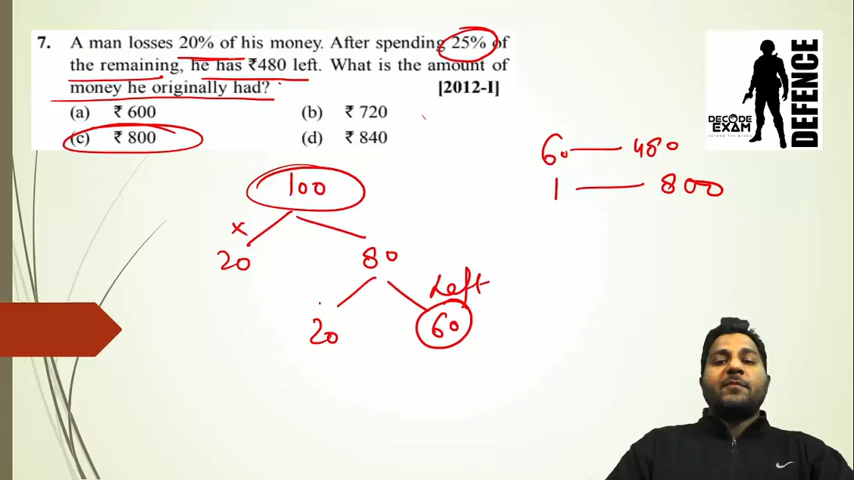 7. A man losses 20% of his money. After spending 25% of
the remaining, he has ₹480 left. What is the amount of
money he originally had? [2012-I]
(a) ₹ 600 (b) ₹ 720
(c) ₹ 800 (d) ₹ 840
DECODE
EXAM
DEFENCE
60 — 480
1 — 800
100
x
20 80
Left
20 60